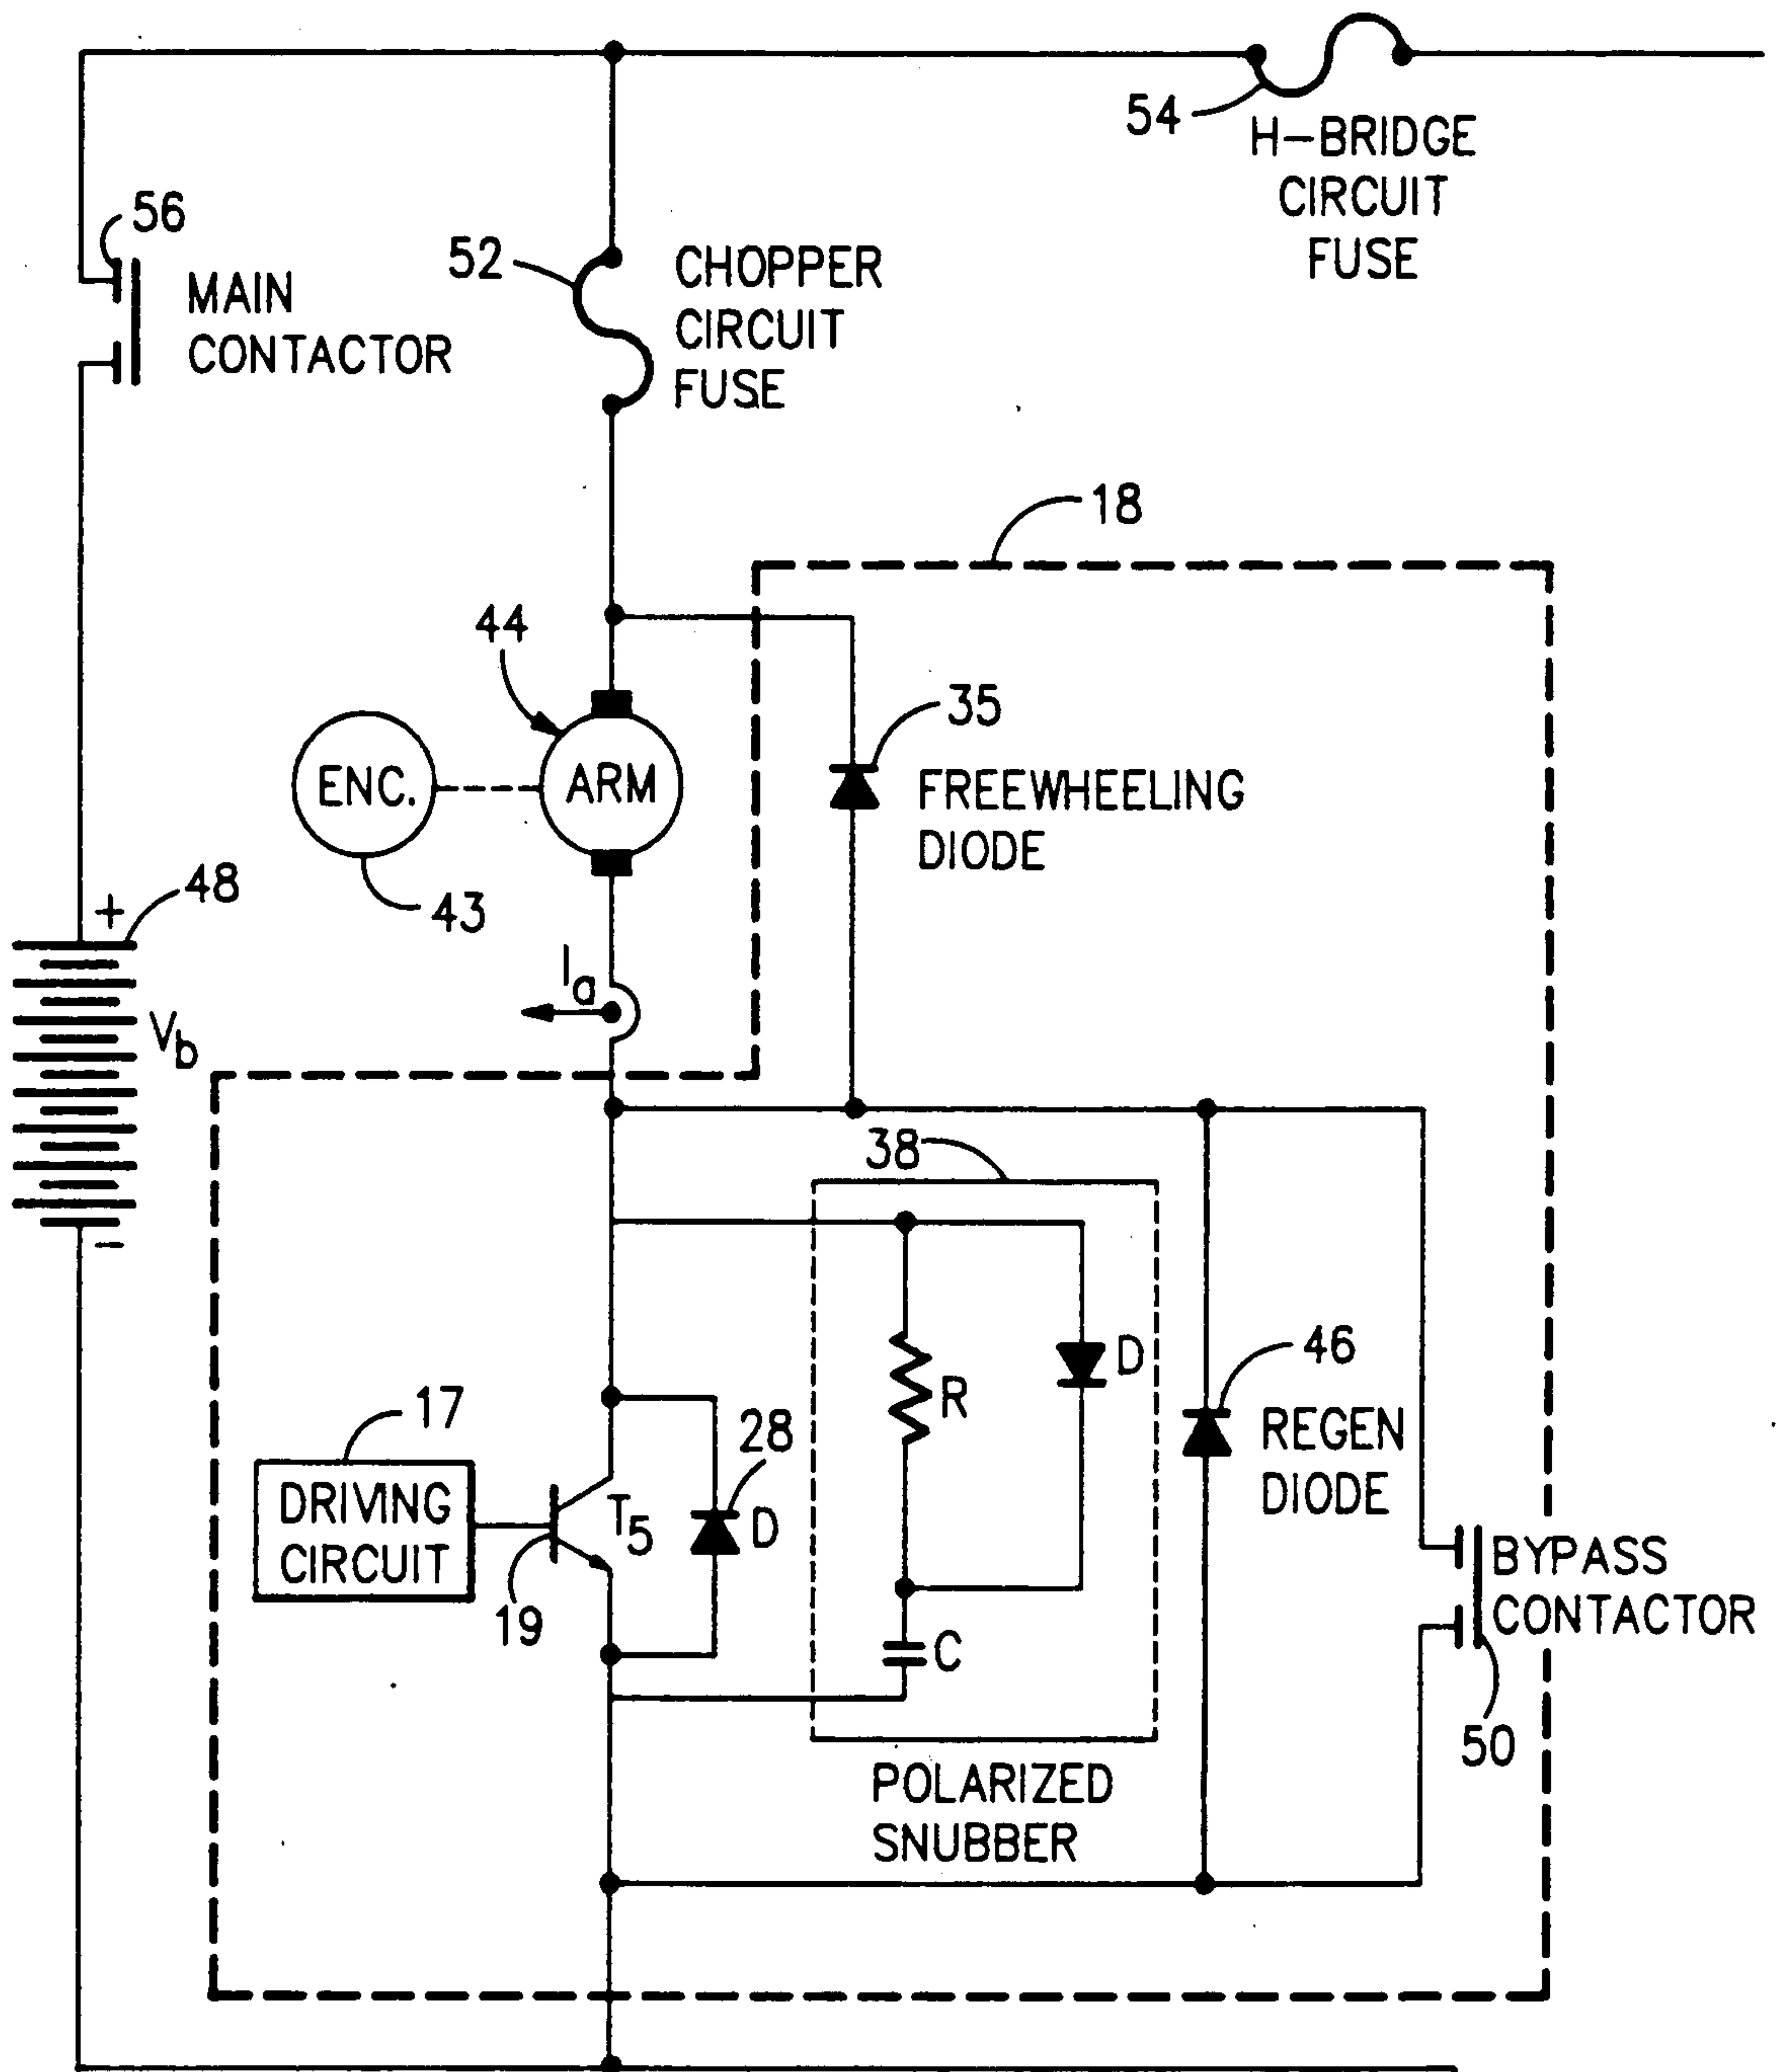 54
H-BRIDGE
CIRCUIT
FUSE
56
MAIN
CONTACTOR
52
CHOPPER
CIRCUIT
FUSE
18
44
35
ENC.
ARM
FREEWHEELING
DIODE
43
48
+
Ia
Vb
38
−
46
D
R
REGEN
DIODE
17
28
DRIVING
CIRCUIT
T5
D
19
BYPASS
CONTACTOR
C
50
POLARIZED
SNUBBER